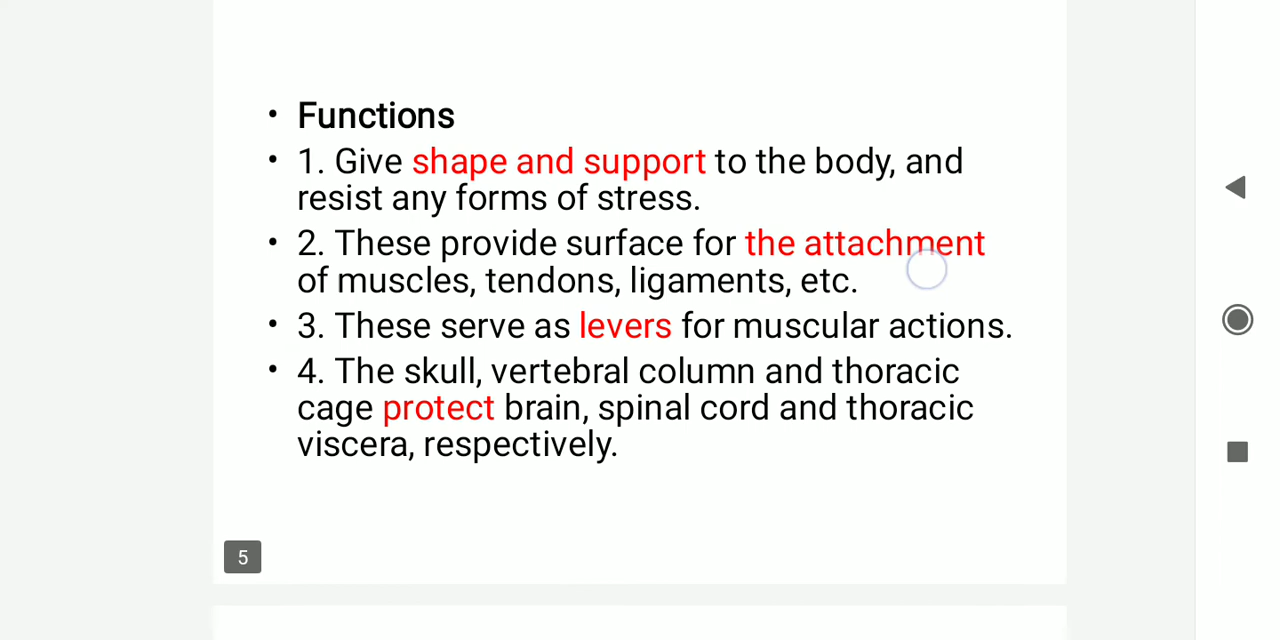 • Functions
• 1. Give shape and support to the body, and
resist any forms of stress.
• 2. These provide surface for the attachment
of muscles, tendons, ligaments, etc.
• 3. These serve as levers for muscular actions.
• 4. The skull, vertebral column and thoracic
cage protect brain, spinal cord and thoracic
viscera, respectively.
5